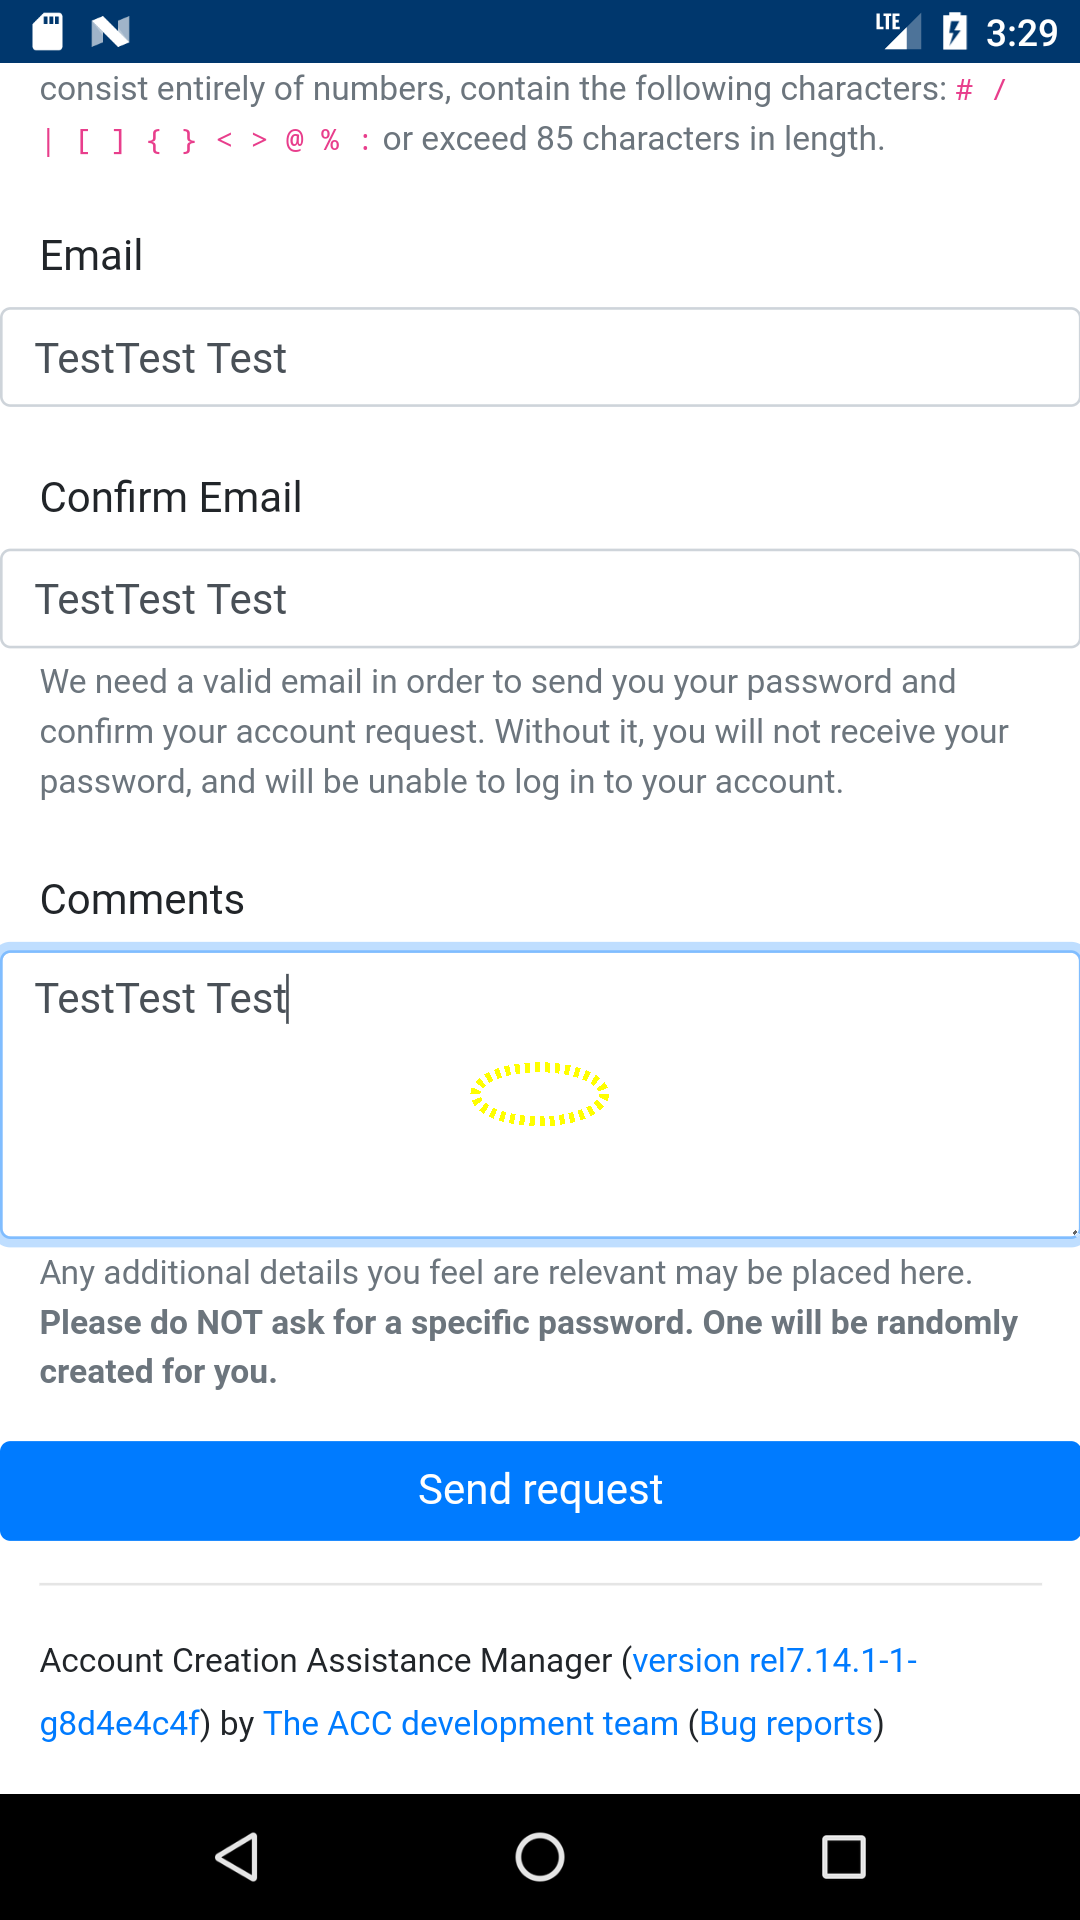 LTE 3:29
consist entirely of numbers, contain the following characters: # /
| [ ] { } < > @ % : or exceed 85 characters in length.
Email
TestTest Test
Confirm Email
TestTest Test
We need a valid email in order to send you your password and
confirm your account request. Without it, you will not receive your
password, and will be unable to log in to your account.
Comments
TestTest Test
Any additional details you feel are relevant may be placed here.
Please do NOT ask for a specific password. One will be randomly
created for you.
Send request
Account Creation Assistance Manager (version rel7.14.1-1-
g8d4e4c4f) by The ACC development team (Bug reports)